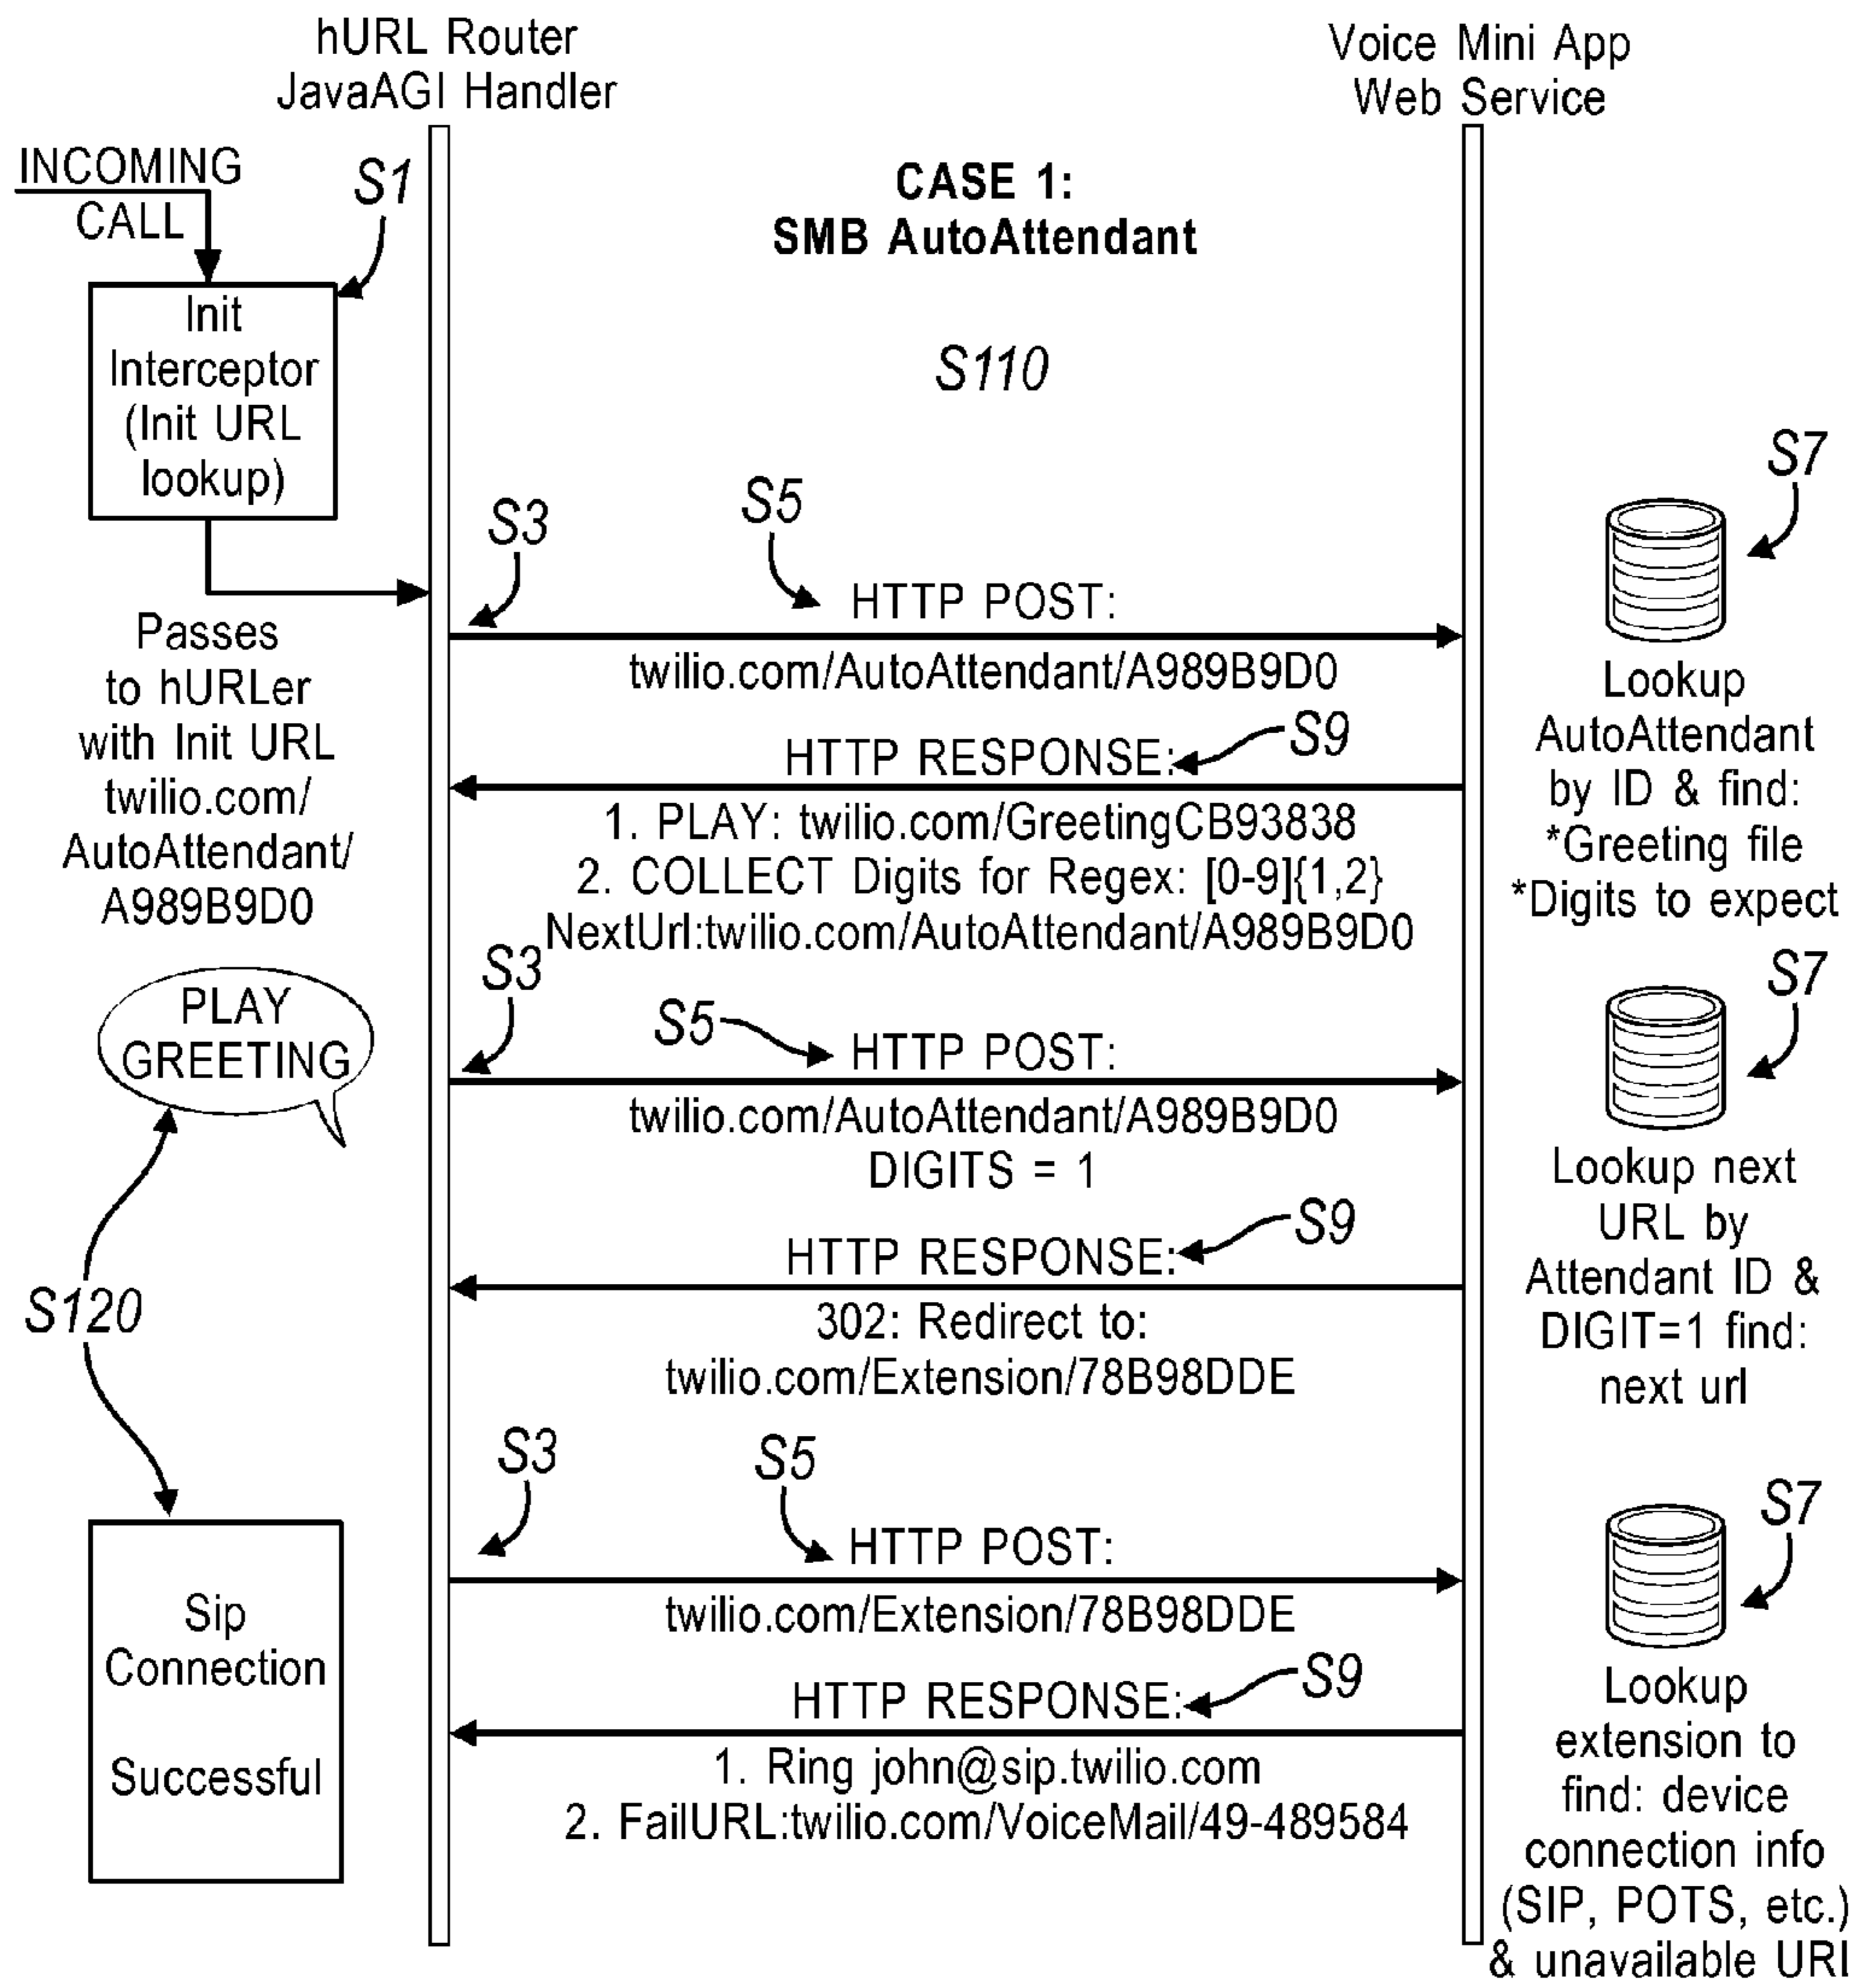 hURL Router
JavaAGI Handler
Voice Mini App
Web Service
INCOMING
CALL
S1
CASE 1:
SMB AutoAttendant
S110
Init
Interceptor
(Init URL
lookup)
S3
S5
HTTP POST:
twilio.com/AutoAttendant/A989B9D0
S7
Lookup
AutoAttendant
by ID & find:
*Greeting file
*Digits to expect
Passes
to hURLer
with Init URL
twilio.com/
AutoAttendant/
A989B9D0
HTTP RESPONSE:
S9
1. PLAY: twilio.com/GreetingCB93838
2. COLLECT Digits for Regex: [0-9]{1,2}
NextUrl:twilio.com/AutoAttendant/A989B9D0
PLAY
GREETING
S3
S5
HTTP POST:
twilio.com/AutoAttendant/A989B9D0
DIGITS = 1
S7
Lookup next
URL by
Attendant ID &
DIGIT=1 find:
next url
HTTP RESPONSE:
S9
302: Redirect to:
twilio.com/Extension/78B98DDE
S120
S3
S5
HTTP POST:
twilio.com/Extension/78B98DDE
S7
Lookup
extension to
find: device
connection info
(SIP, POTS, etc.)
& unavailable URI
Sip
Connection
Successful
HTTP RESPONSE:
S9
1. Ring john@sip.twilio.com
2. FailURL:twilio.com/VoiceMail/49-489584